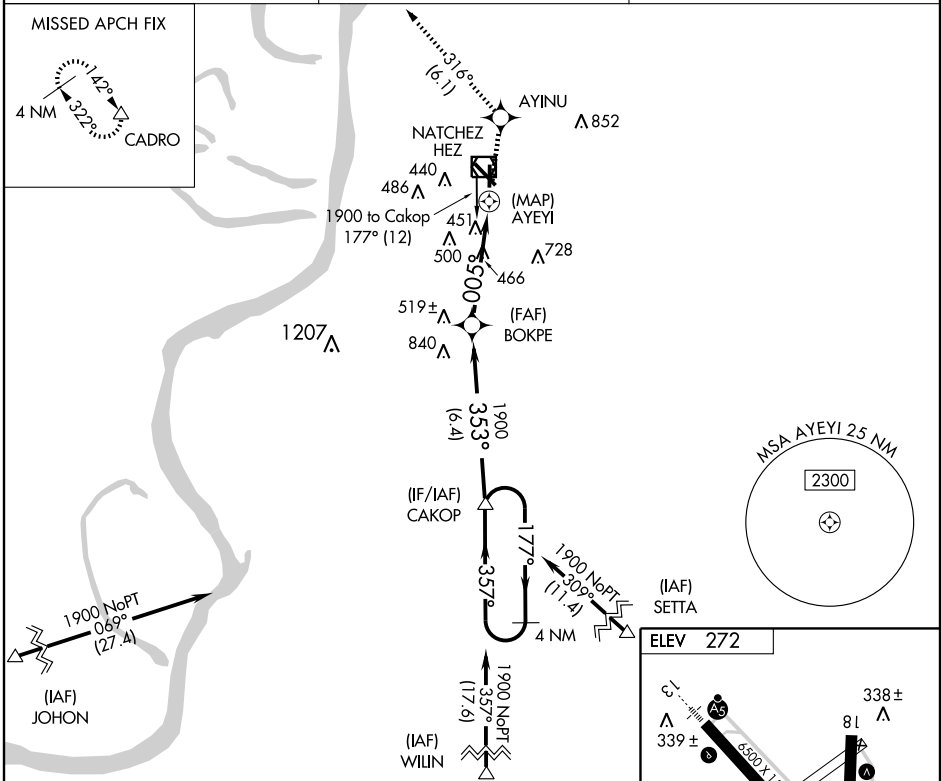 MISSED APCH FIX
142°
322°
4 NM
CADRO
316°
(6.1)
AYINU
852
NATCHEZ
HEZ
440
486
(MAP)
AYEYI
1900 to Cakop
177° (12)
451
500
466
728
005°
519±
(FAF)
BOKPE
1207
840
1900
353°
(6.4)
MSA AYEYI 25 NM
2300
(IF/IAF)
CAKOP
177°
357°
4 NM
1900 NoPT
309°
(11.4)
(IAF)
SETTA
1900 NoPT
069°
(27.4)
(IAF)
JOHON
1900 NoPT
357°
(17.6)
(IAF)
WILIN
ELEV 272
13
A5
338±
18
339±
P
6500 X 1
V